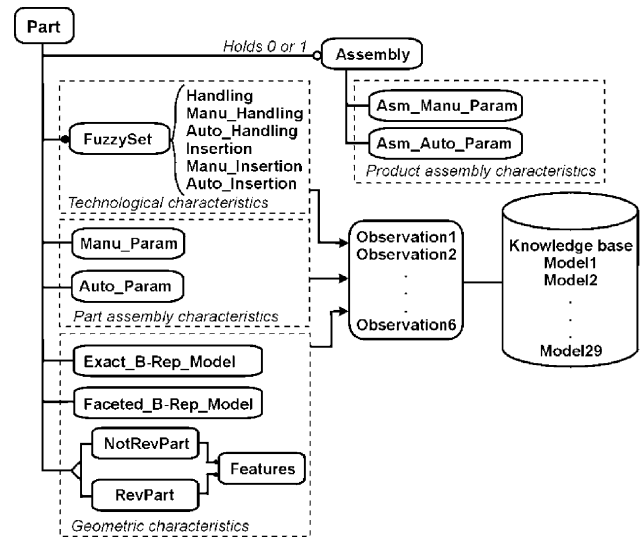 Part
Holds 0 or 1
Assembly
Asm_Manu_Param
Asm_Auto_Param
Product assembly characteristics
FuzzySet
Handling
Manu_Handling
Auto_Handling
Insertion
Manu_Insertion
Auto_Insertion
Technological characteristics
Manu_Param
Auto_Param
Part assembly characteristics
Observation1
Observation2
.
.
.
Observation6
Knowledge base
Model1
Model2
.
.
.
Model29
Exact_B-Rep_Model
Faceted_B-Rep_Model
NotRevPart
RevPart
Features
Geometric characteristics